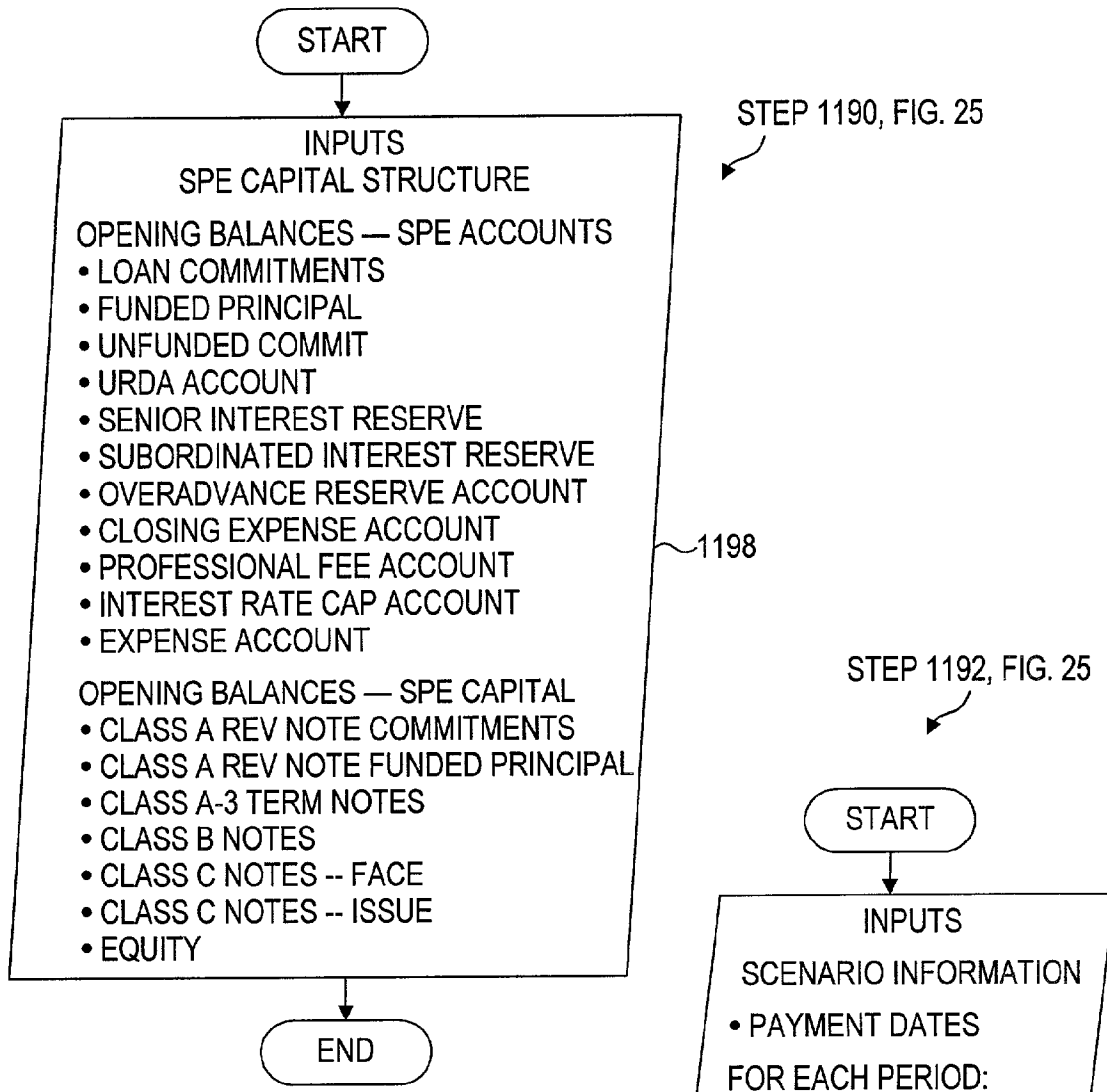 START
STEP 1190, FIG. 25
INPUTS
SPE CAPITAL STRUCTURE
OPENING BALANCES — SPE ACCOUNTS
• LOAN COMMITMENTS
• FUNDED PRINCIPAL
• UNFUNDED COMMIT
• URDA ACCOUNT
• SENIOR INTEREST RESERVE
• SUBORDINATED INTEREST RESERVE
• OVERADVANCE RESERVE ACCOUNT
• CLOSING EXPENSE ACCOUNT
• PROFESSIONAL FEE ACCOUNT
• INTEREST RATE CAP ACCOUNT
• EXPENSE ACCOUNT
1198
OPENING BALANCES — SPE CAPITAL
• CLASS A REV NOTE COMMITMENTS
• CLASS A REV NOTE FUNDED PRINCIPAL
• CLASS A-3 TERM NOTES
• CLASS B NOTES
• CLASS C NOTES -- FACE
• CLASS C NOTES -- ISSUE
• EQUITY
END
STEP 1192, FIG. 25
START
INPUTS
SCENARIO INFORMATION
• PAYMENT DATES
FOR EACH PERIOD: